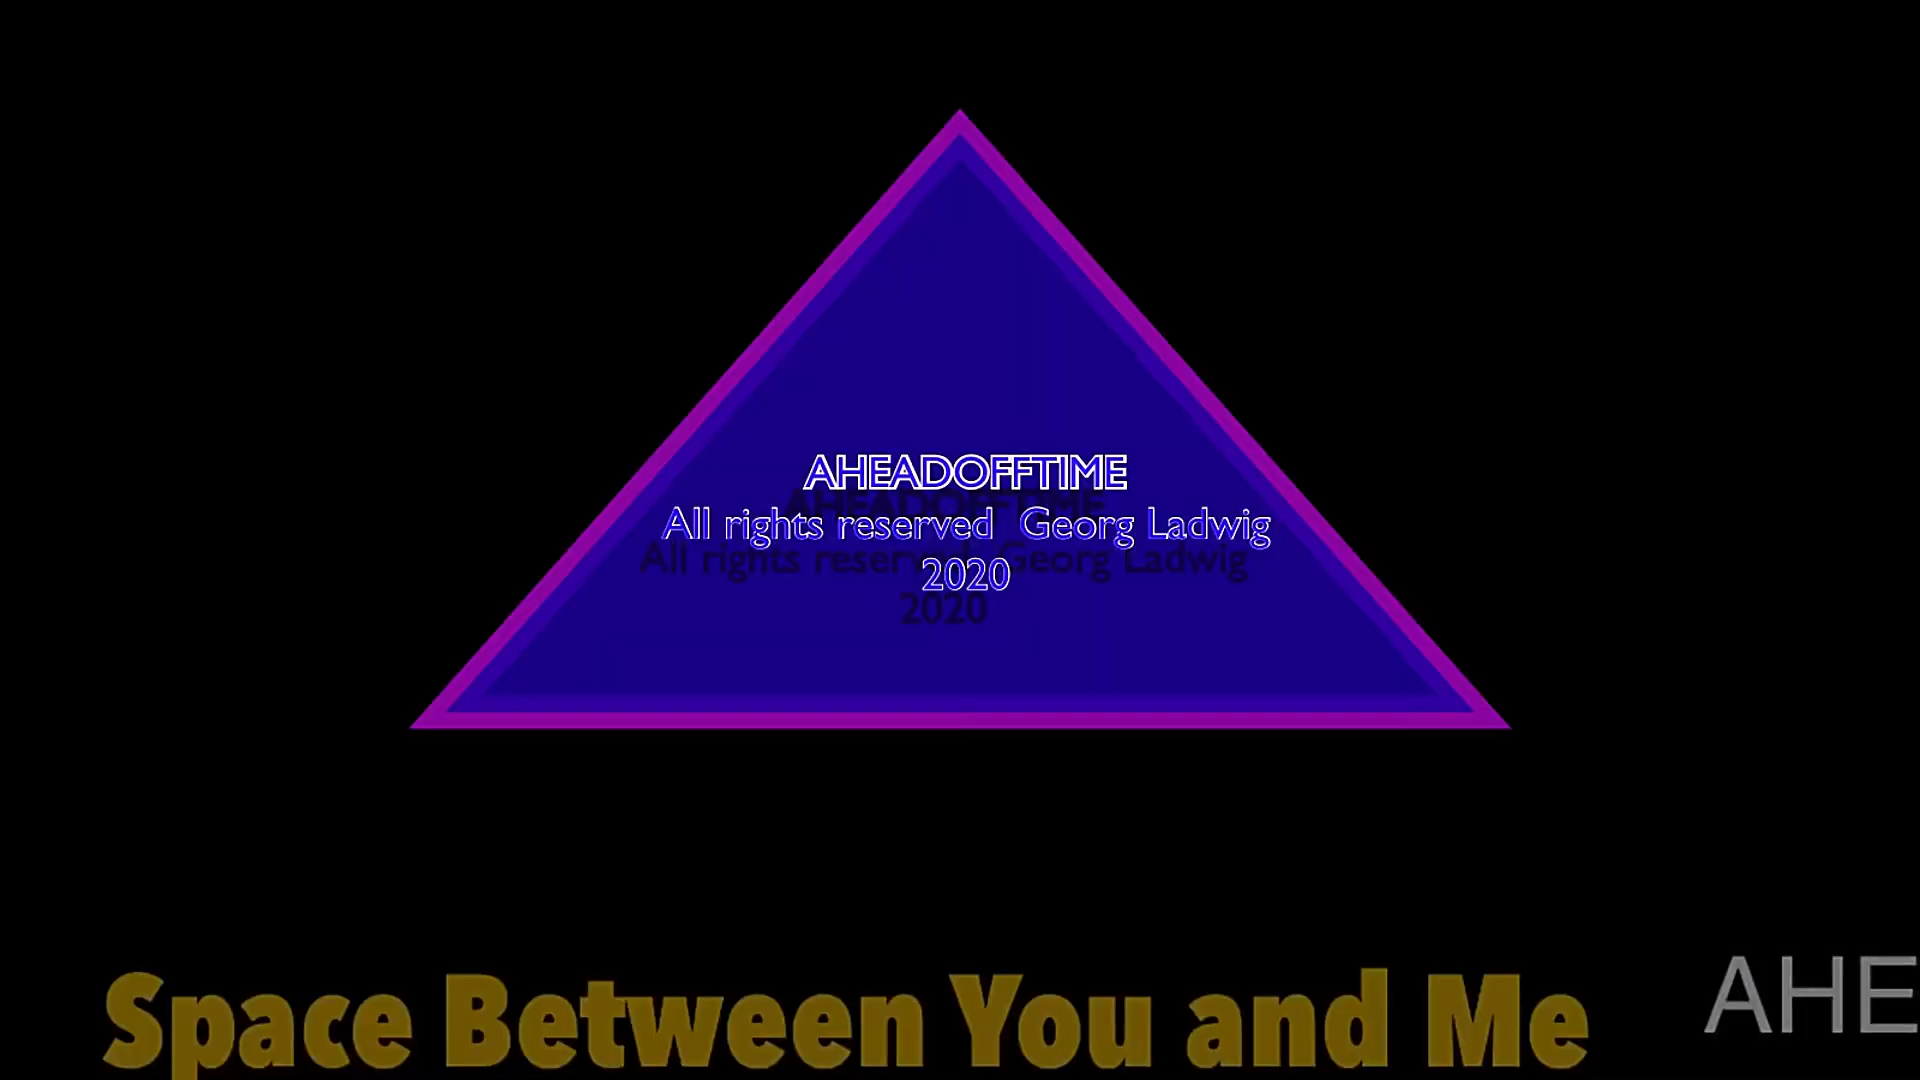 AHEADOFFTIME
All rights reserved Georg Ladwig
2020
Space Between You and Me
AHE